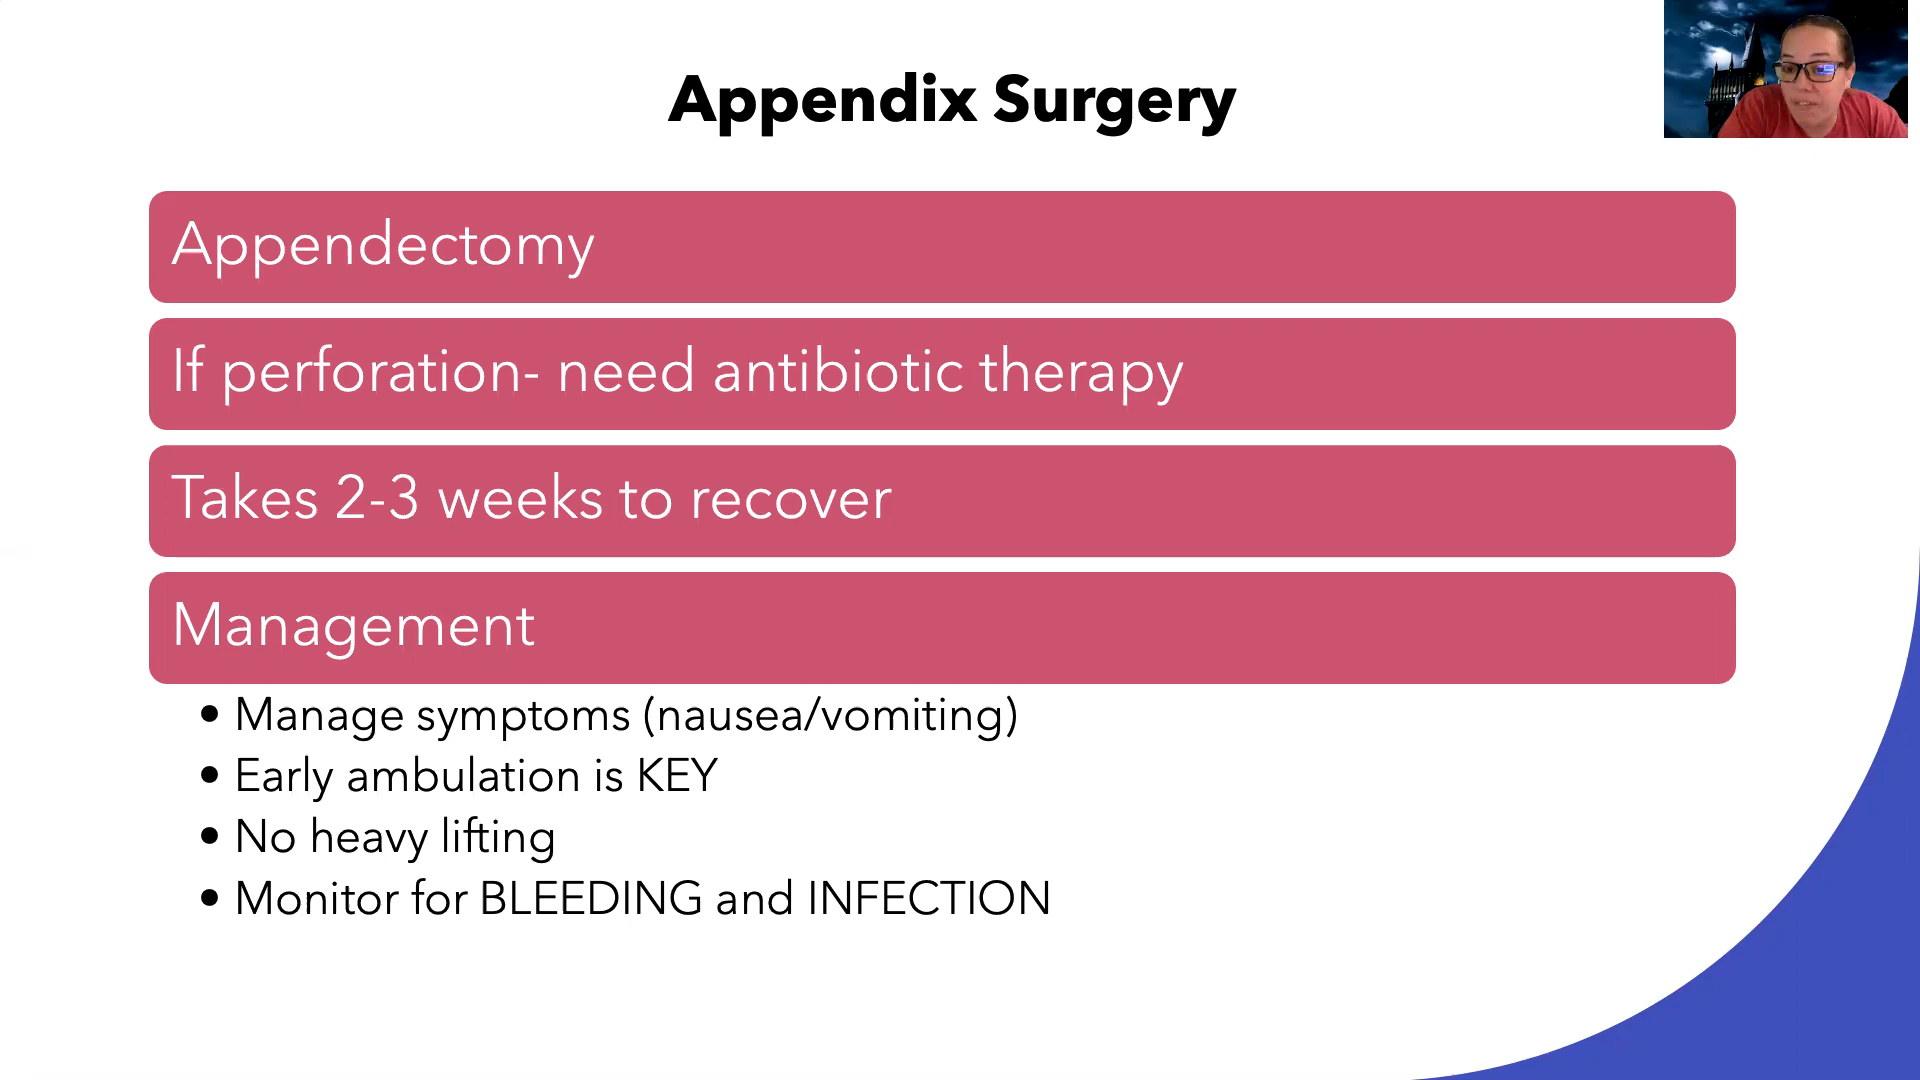 Appendix Surgery
Appendectomy
If perforation- need antibiotic therapy
Takes 2-3 weeks to recover
Management
• Manage symptoms (nausea/vomiting)
• Early ambulation is KEY
• No heavy lifting
• Monitor for BLEEDING and INFECTION